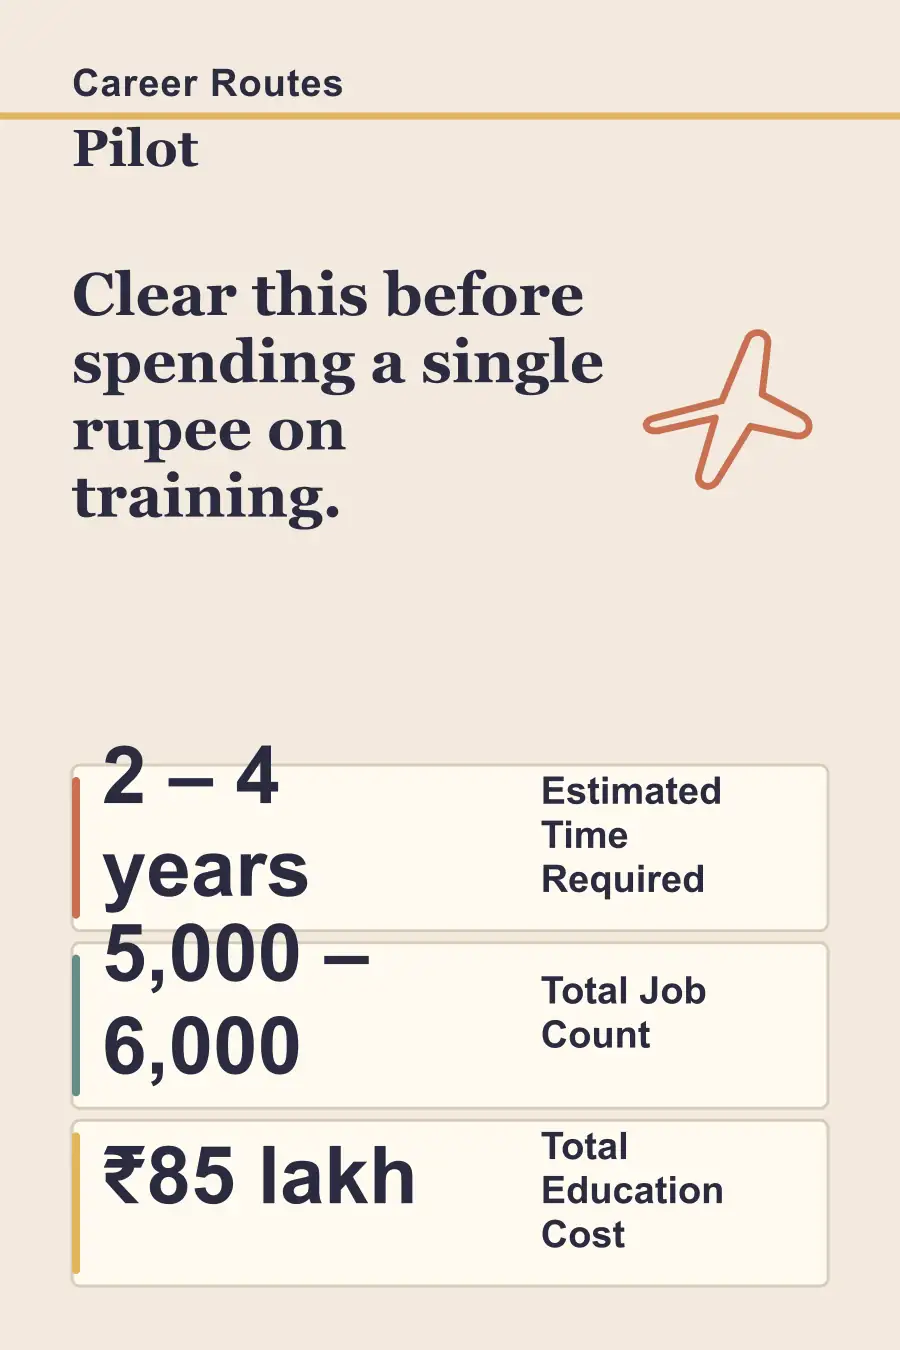 Career Routes
Pilot
Clear this before
spending a single
rupee on
training.
2 – 4
years
Estimated
Time
Required
5,000 –
6,000
Total Job
Count
₹85 lakh
Total
Education
Cost